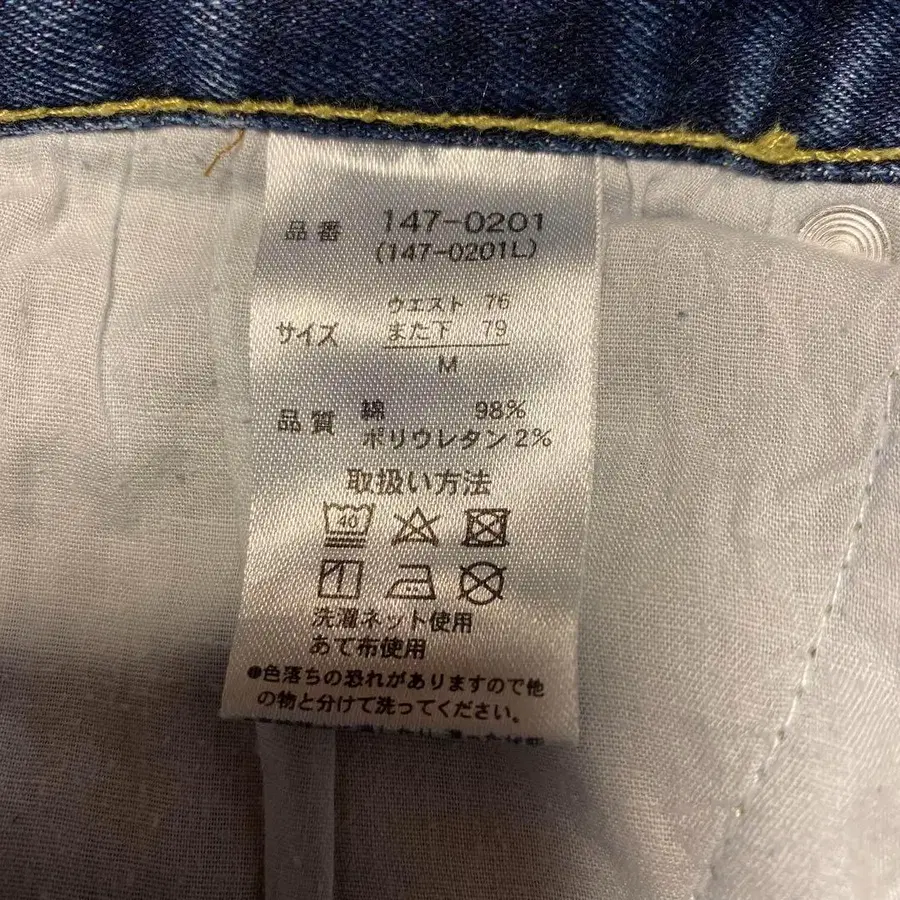 品番 147-0201
(147-0201L)
ウエスト 76
サイズ また下 79
M
品質 綿 98%
ポリウレタン 2%
取扱い方法
40
洗濯ネット使用
あて布使用
●色落ちの恐れがありますので他
の物と分けて洗ってください。